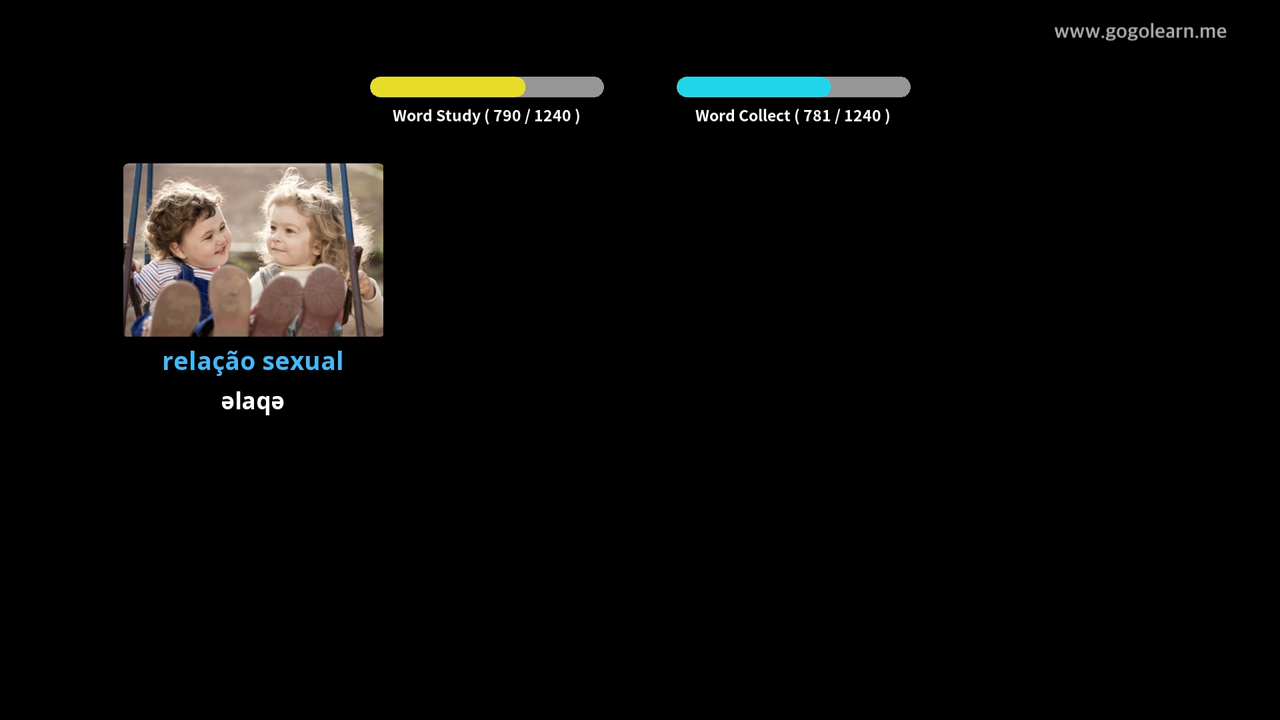 www.gogolearn.me
Word Study ( 790 / 1240 )
Word Collect ( 781 / 1240 )
relação sexual
əlaqə